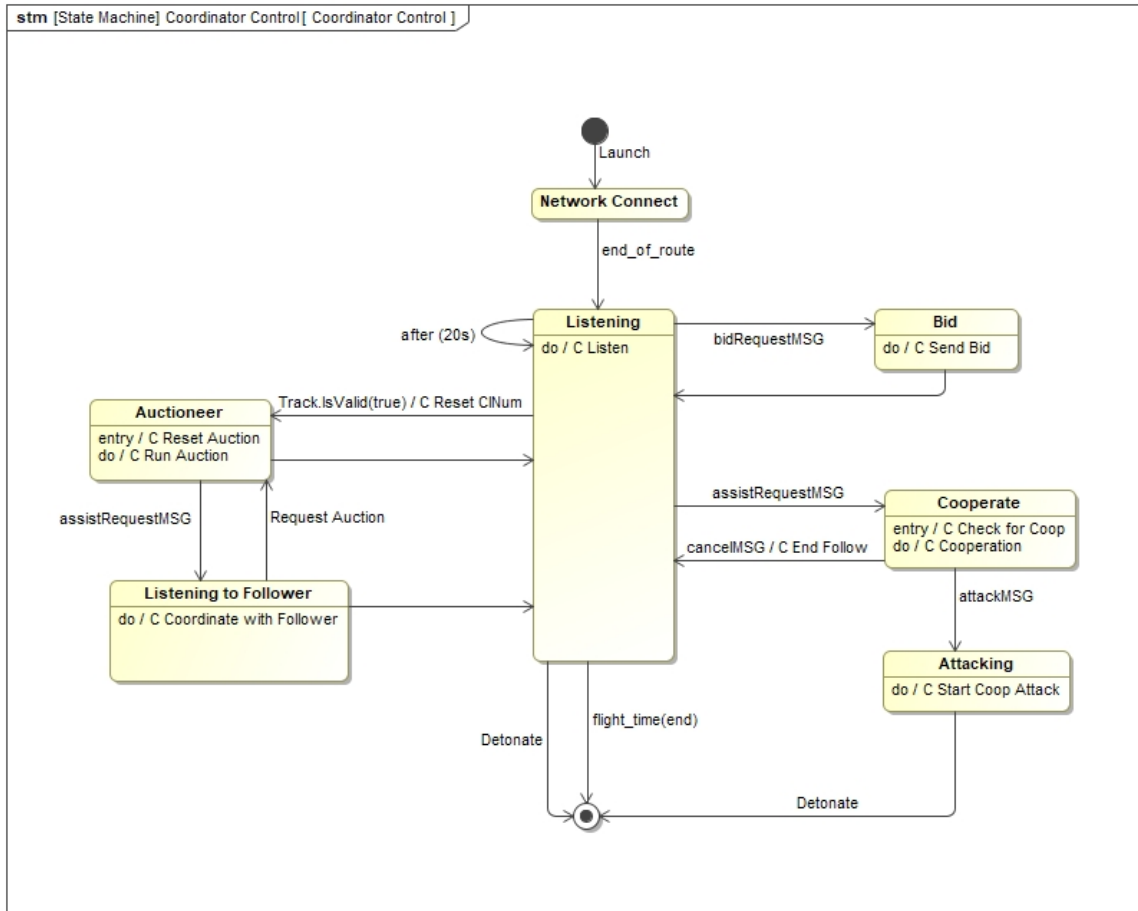 stm [State Machine] Coordinator Control[ Coordinator Control ]
Launch
Network Connect
end_of_route
Listening
do / C Listen
after (20s)
bidRequestMSG
Bid
do / C Send Bid
Track.IsValid(true) / C Reset ClNum
Auctioneer
entry / C Reset Auction
do / C Run Auction
assistRequestMSG
Request Auction
assistRequestMSG
Cooperate
entry / C Check for Coop
do / C Cooperation
cancelMSG / C End Follow
Listening to Follower
do / C Coordinate with Follower
attackMSG
Attacking
do / C Start Coop Attack
flight_time(end)
Detonate
Detonate